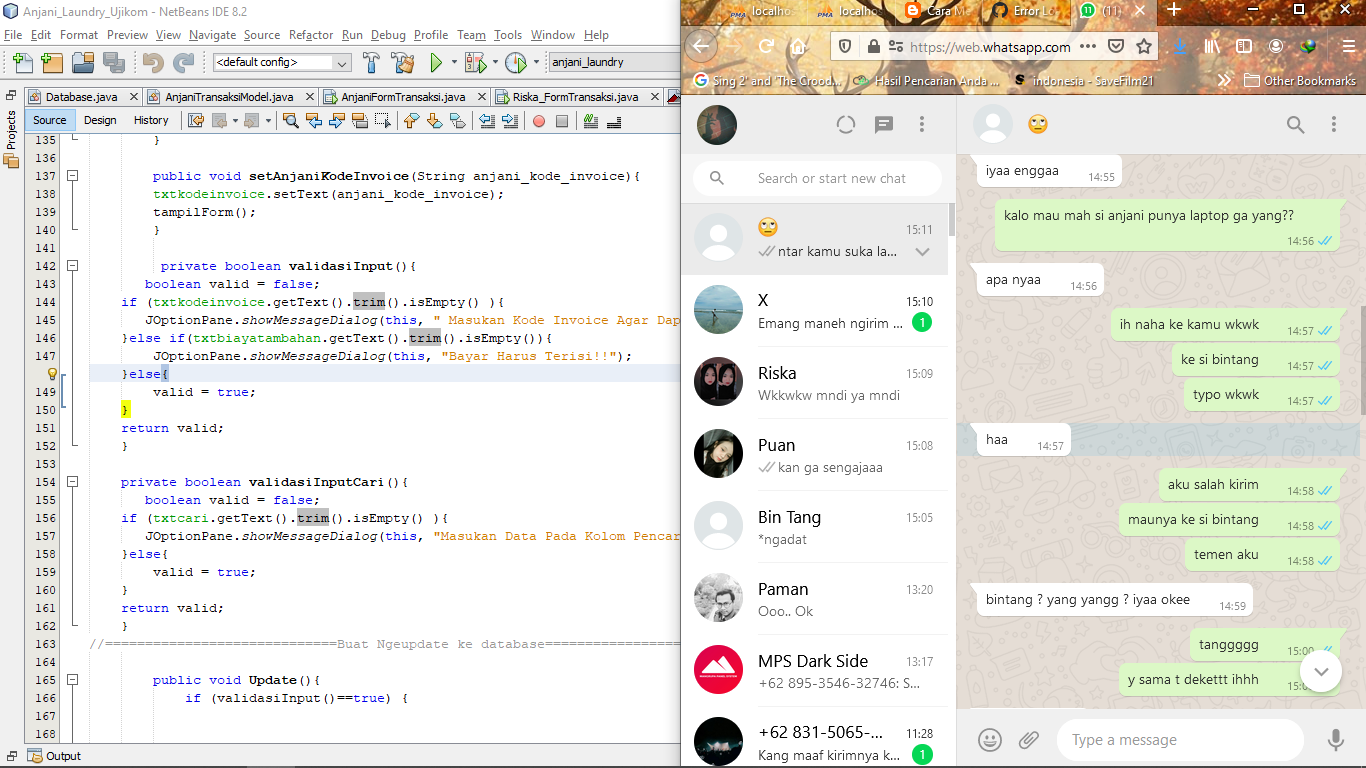 Anjani_Laundry_Ujikom - NetBeans IDE 8.2
File Edit Format Preview View Navigate Source Refactor Run Debug Profile Team Tools Window Help
<default config>
anjani_laundry
Projects
Database.java
AnjaniTransaksiModel.java
AnjaniFormTransaksi.java
Riska_FormTransaksi.java
Source Design History
135 }
136
137 public void setAnjaniKodeInvoice(String anjani_kode_invoice){
138 txtkodeinvoice.setText(anjani_kode_invoice);
139 tampilForm();
140 }
141
142 private boolean validasiInput(){
143 boolean valid = false;
144 if (txtkodeinvoice.getText().trim().isEmpty() ){
145 JOptionPane.showMessageDialog(this, " Masukan Kode Invoice Agar Dap
146 }else if(txtbiayatambahan.getText().trim().isEmpty()){
147 JOptionPane.showMessageDialog(this, "Bayar Harus Terisi!!");
}else{
149 valid = true;
150 }
151 return valid;
152 }
153
154 private boolean validasiInputCari(){
155 boolean valid = false;
156 if (txtcari.getText().trim().isEmpty() ){
157 JOptionPane.showMessageDialog(this, "Masukan Data Pada Kolom Pencar
158 }else{
159 valid = true;
160 }
161 return valid;
162 }
163 //=============================Buat Ngeupdate ke database=================
164
165 public void Update(){
166 if (validasiInput()==true) {
167
168
Output
PMA localho
PMA localho
Cara Me
Error Lo
11 (11)
https://web.whatsapp.com
Sing 2' and 'The Crood...
Hasil Pencarian Anda ...
indonesia - SaveFilm21
Other Bookmarks
Search or start new chat
🙄 15:11
ntar kamu suka la...
X 15:10
Emang maneh ngirim ... 1
Riska 15:09
Wkkwkw mndi ya mndi
Puan 15:08
kan ga sengajaaa
Bin Tang 15:05
*ngadat
Paman 13:20
Ooo.. Ok
MPS Dark Side 13:17
+62 895-3546-32746: S...
+62 831-5065-... 11:28
Kang maaf kirimnya k... 1
🙄
iyaa enggaa 14:55
kalo mau mah si anjani punya laptop ga yang??
14:56
apa nyaa 14:56
ih naha ke kamu wkwk 14:57
ke si bintang 14:57
typo wkwk 14:57
haa 14:57
aku salah kirim 14:58
maunya ke si bintang 14:58
temen aku 14:58
bintang ? yang yangg ? iyaa okee 14:59
tanggggg 15:00
y sama t dekettt ihhh
Type a message